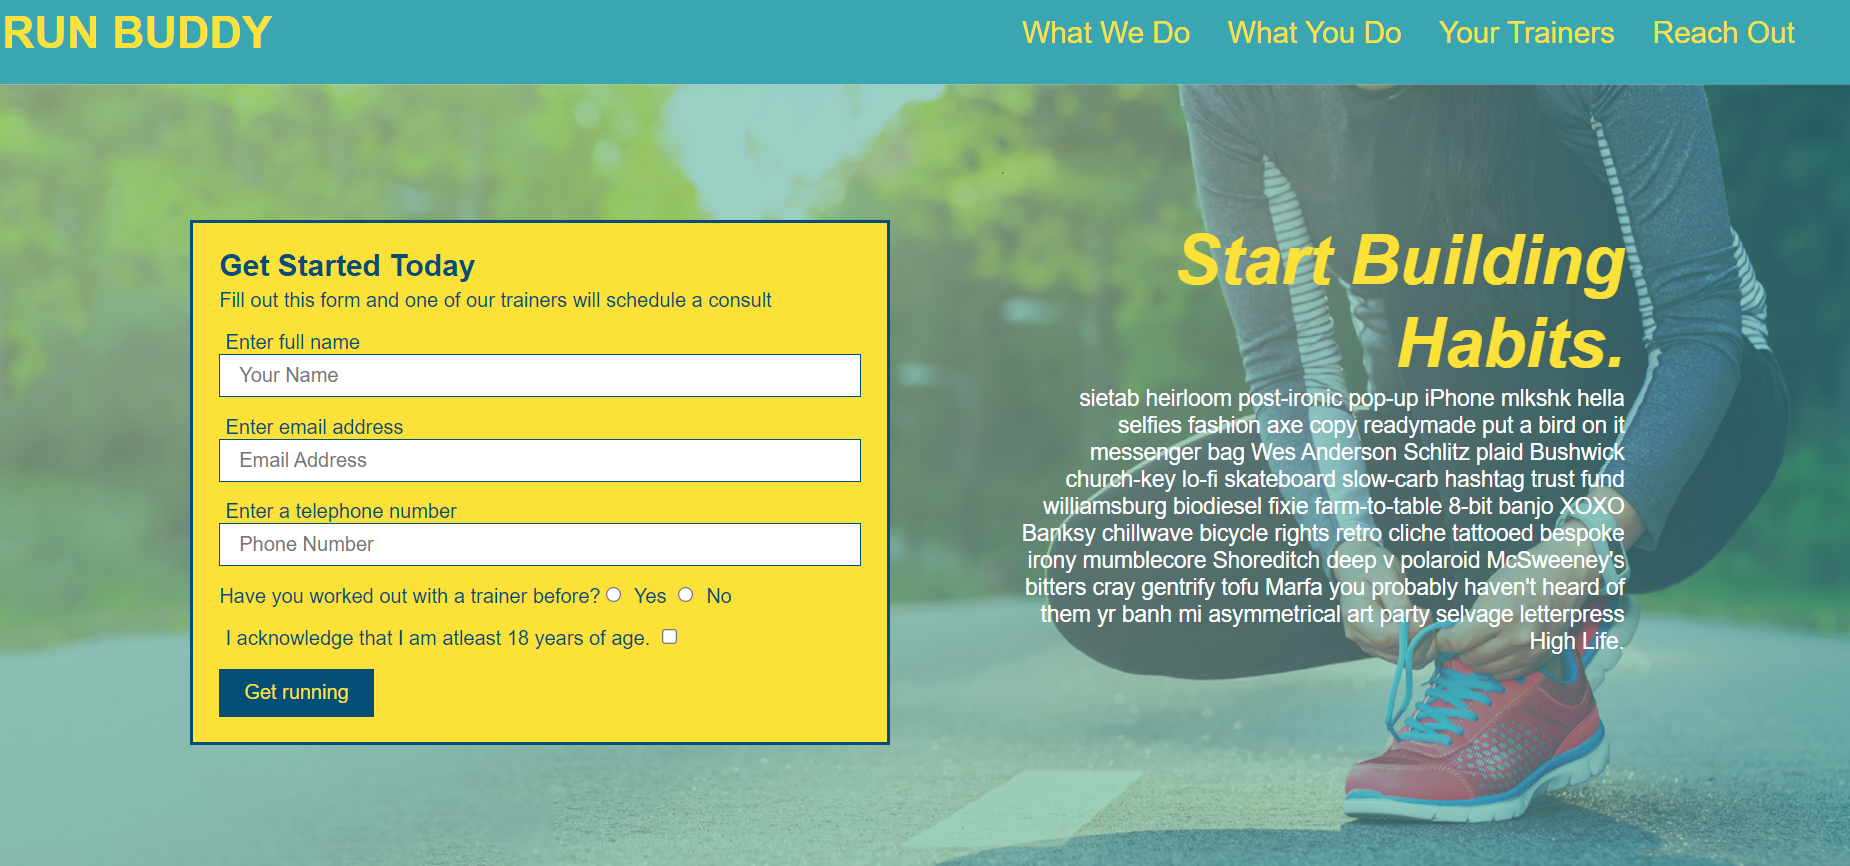 RUN BUDDY
What We Do What You Do Your Trainers Reach Out
Get Started Today
Fill out this form and one of our trainers will schedule a consult
Enter full name
Your Name
Enter email address
Email Address
Enter a telephone number
Phone Number
Have you worked out with a trainer before? Yes No
I acknowledge that I am atleast 18 years of age.
Get running
Start Building
Habits.
sietab heirloom post-ironic pop-up iPhone mlkshk hella
selfies fashion axe copy readymade put a bird on it
messenger bag Wes Anderson Schlitz plaid Bushwick
church-key lo-fi skateboard slow-carb hashtag trust fund
williamsburg biodiesel fixie farm-to-table 8-bit banjo XOXO
Banksy chillwave bicycle rights retro cliche tattooed bespoke
irony mumblecore Shoreditch deep v polaroid McSweeney's
bitters cray gentrify tofu Marfa you probably haven't heard of
them yr banh mi asymmetrical art party selvage letterpress
High Life.